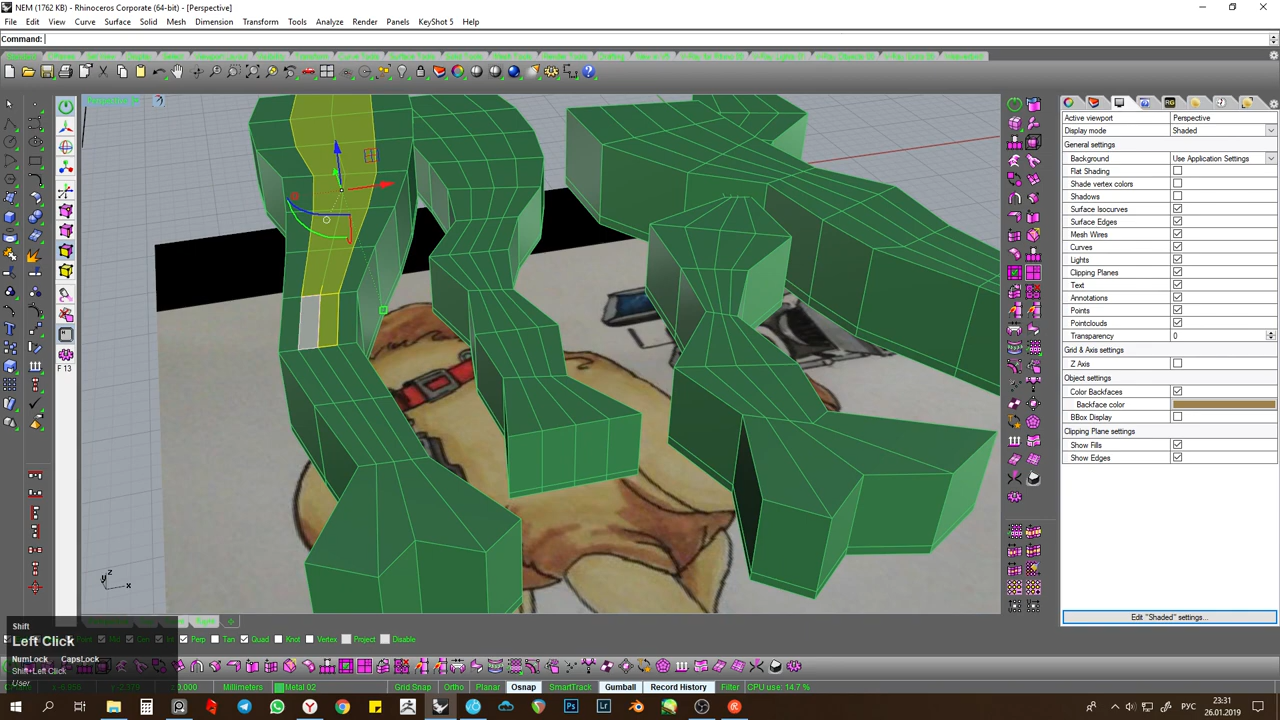 NEM (1762 KB) - Rhinoceros Corporate (64-bit) - [Perspective]
File Edit View Curve Surface Solid Mesh Dimension Transform Tools Analyze Render Panels KeyShot 5 Help
Command:
Active viewport Perspective
Display mode Shaded
General settings
Background Use Application Settings
Flat Shading
Shade vertex colors
Shadows
Surface Isocurves
Surface Edges
Mesh Wires
Curves
Lights
Clipping Planes
Text
Annotations
Points
Pointclouds
Transparency 0
Grid & Axis settings
Z Axis
Object settings
Color Backfaces
Backface color
BBox Display
Clipping Plane settings
Show Fills
Show Edges
Edit "Shaded" settings...
F 13
z
y
x
Shift
Left Click
NumLock CapsLock
Shift+Left Click
User
Perp Tan Quad Knot Vertex Project Disable
Millimeters Metal 02 Grid Snap Ortho Planar Osnap SmartTrack Gumball Record History Filter CPU use: 14.7 %
РУС
23:31
26.01.2019